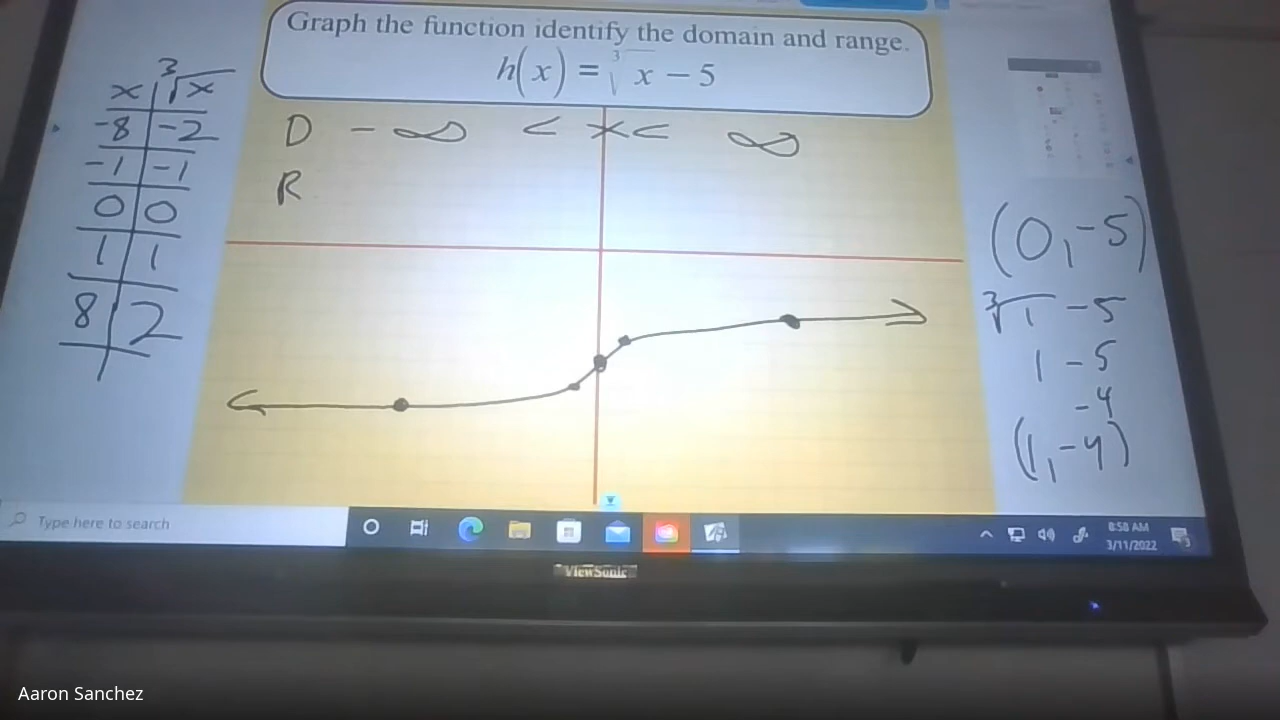 Graph the function identify the domain and range.
h(x) = ∛x − 5
x | ∛x
-8 | -2
-1 | -1
0 | 0
1 | 1
8 | 2
D -∞ < x < ∞
R
(0,-5)
∛1 -5
1 -5
-4
(1,-4)
Type here to search
8:58 AM
3/11/2022
ViewSonic
Aaron Sanchez